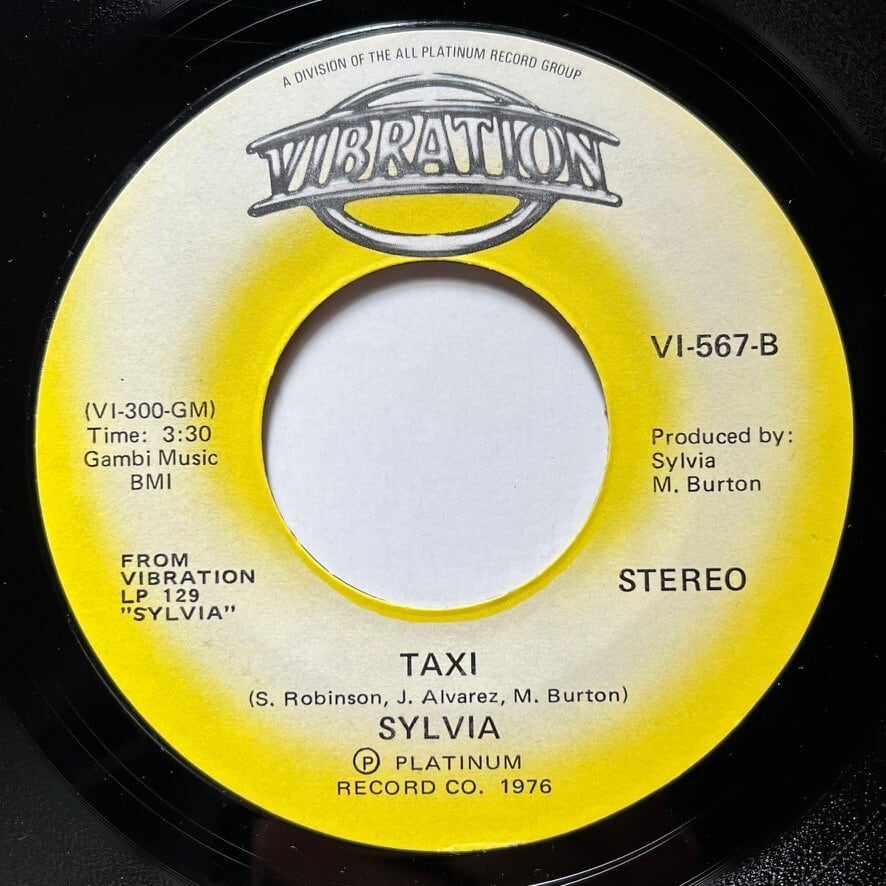 A DIVISION OF THE ALL PLATINUM RECORD GROUP
VIBRATION
VI-567-B
(VI-300-GM)
Time: 3:30
Gambi Music
BMI
Produced by:
Sylvia
M. Burton
FROM
VIBRATION
LP 129
"SYLVIA"
STEREO
TAXI
(S. Robinson, J. Alvarez, M. Burton)
SYLVIA
Ⓟ PLATINUM
RECORD CO. 1976